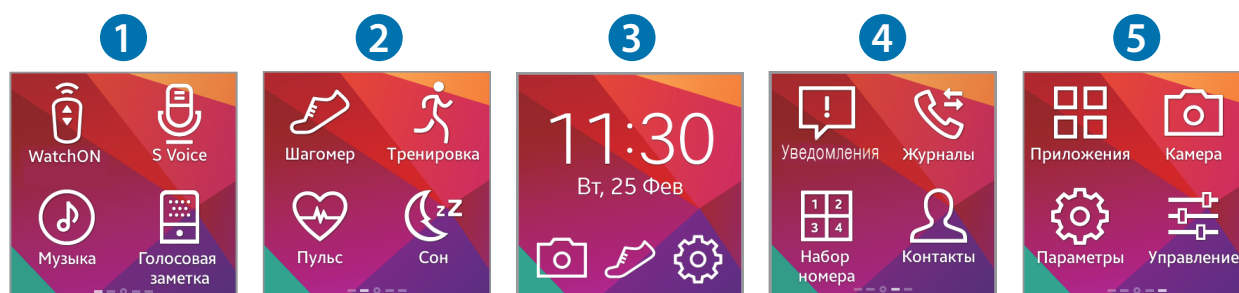 1
2
3
4
5
WatchON
S Voice
Музыка
Голосовая
заметка
Шагомер
Тренировка
Пульс
zZ
Сон
11:30
Вт, 25 Фев
!
Уведомления
Журналы
1 2
3 4
Набор
номера
Контакты
Приложения
Камера
Параметры
Управление